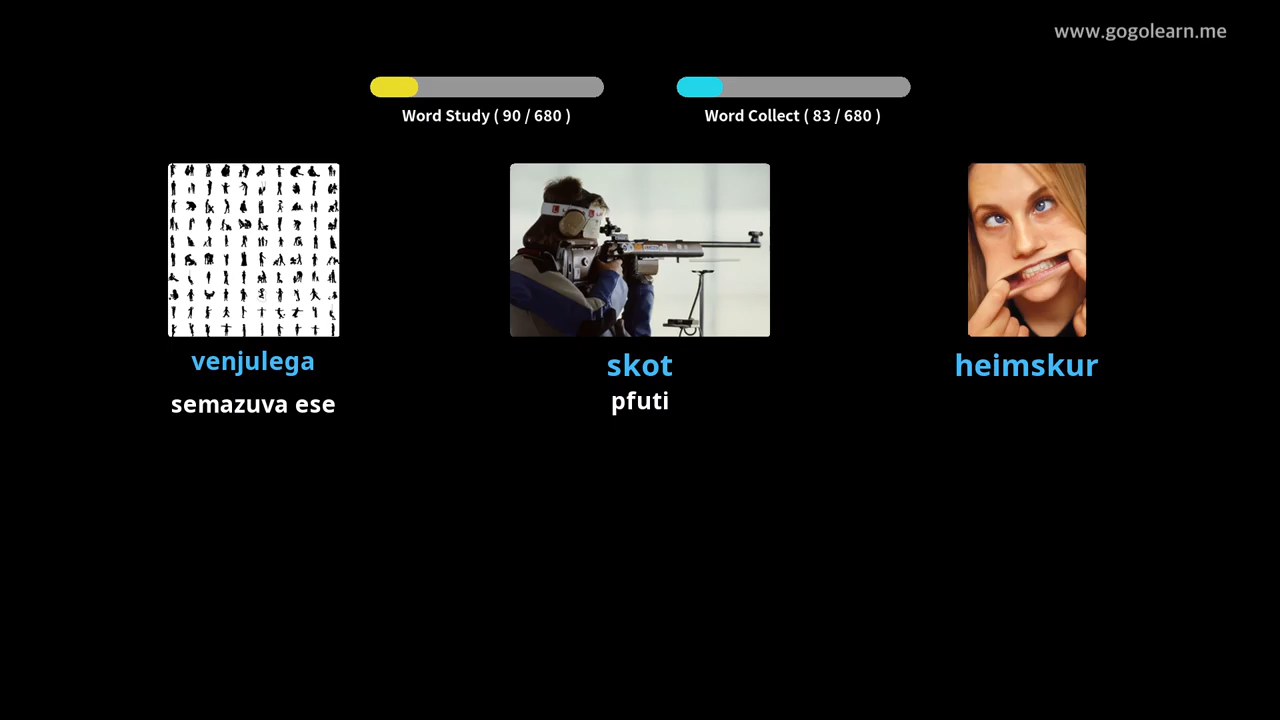 www.gogolearn.me
Word Study ( 90 / 680 )
Word Collect ( 83 / 680 )
venjulega
semazuva ese
skot
pfuti
heimskur